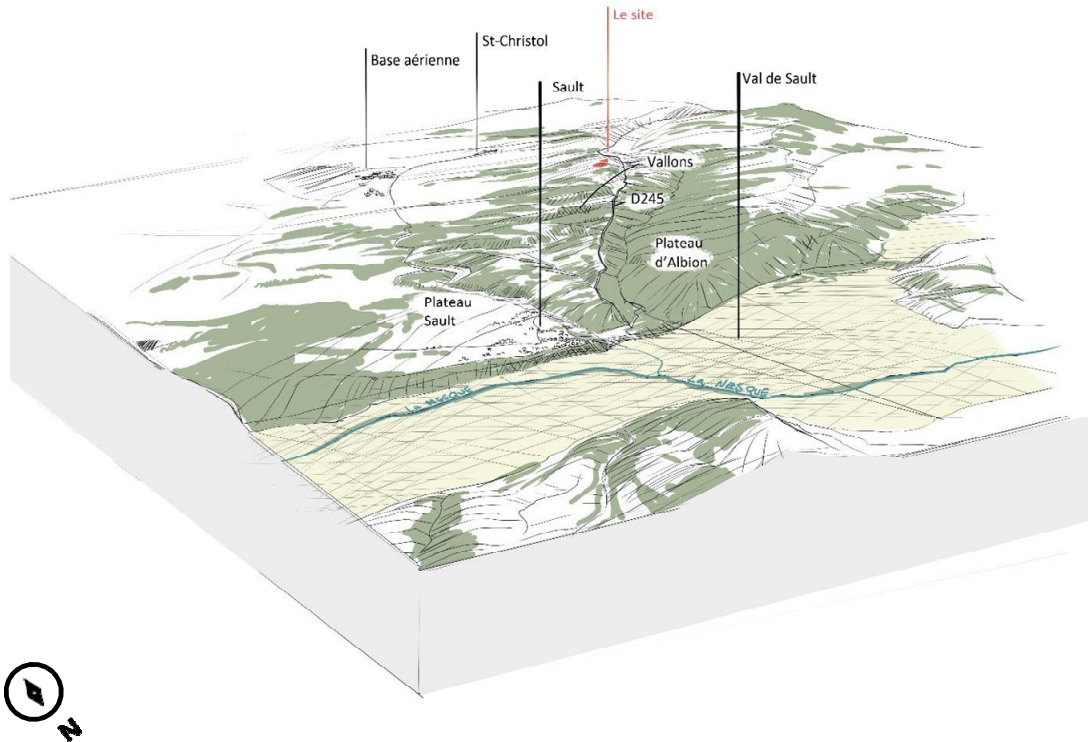 Le site
St-Christol
Base aérienne
Sault
Val de Sault
Vallons
D245
Plateau
d'Albion
Plateau
Sault
LA NESQUE
LA NESQUE
N